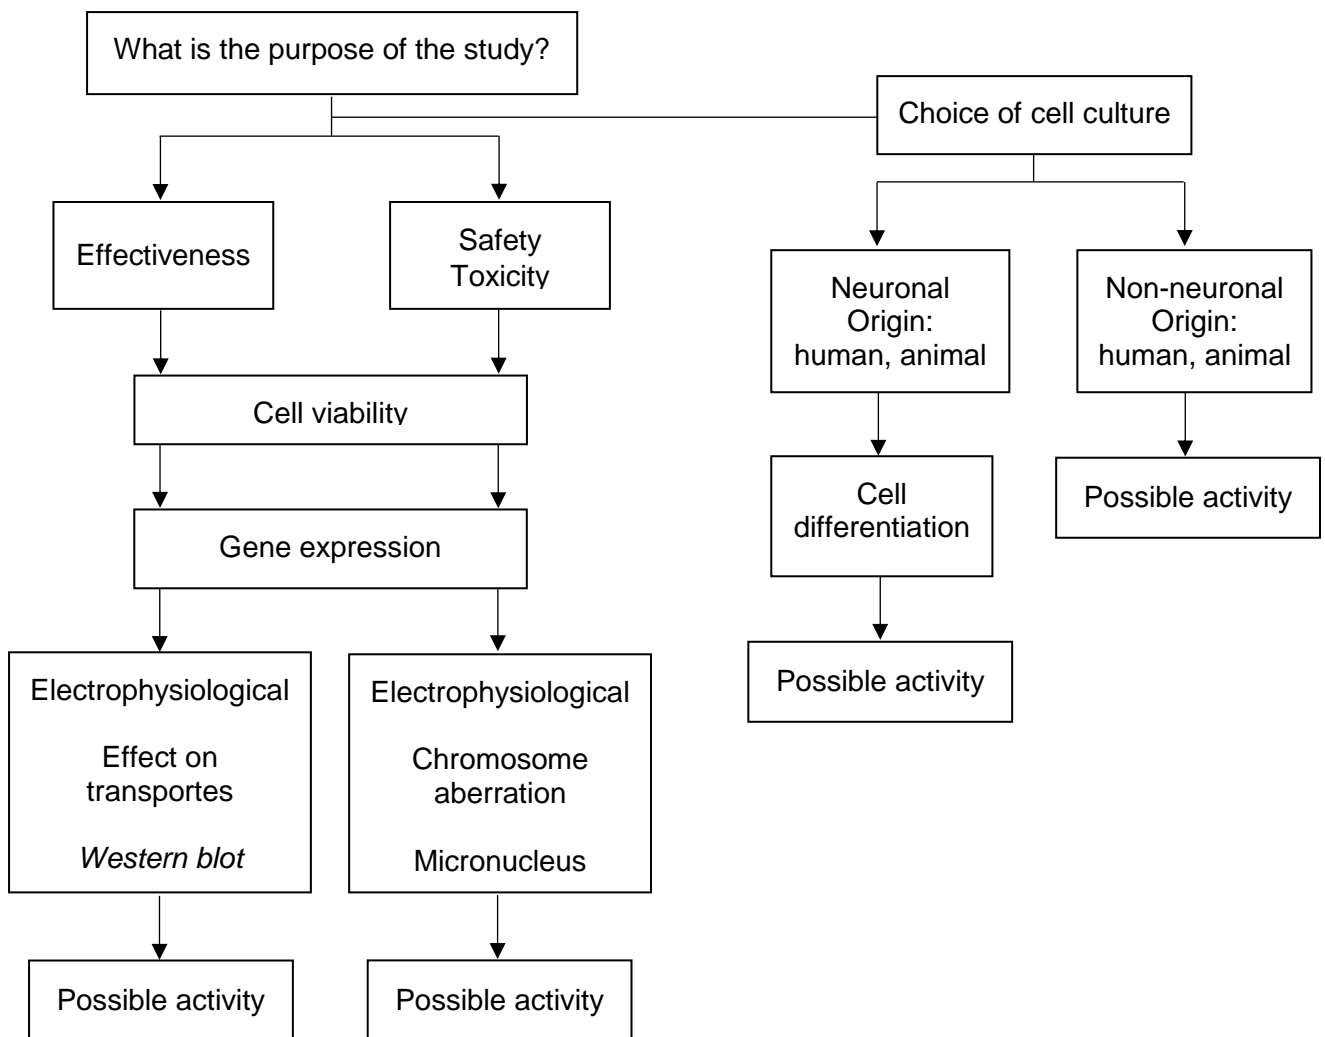 What is the purpose of the study?
Choice of cell culture
Effectiveness
Safety
Toxicity
Neuronal
Origin:
human, animal
Non-neuronal
Origin:
human, animal
Cell viability
Cell
differentiation
Possible activity
Gene expression
Possible activity
Electrophysiological
Effect on
transportes
Western blot
Electrophysiological
Chromosome
aberration
Micronucleus
Possible activity
Possible activity